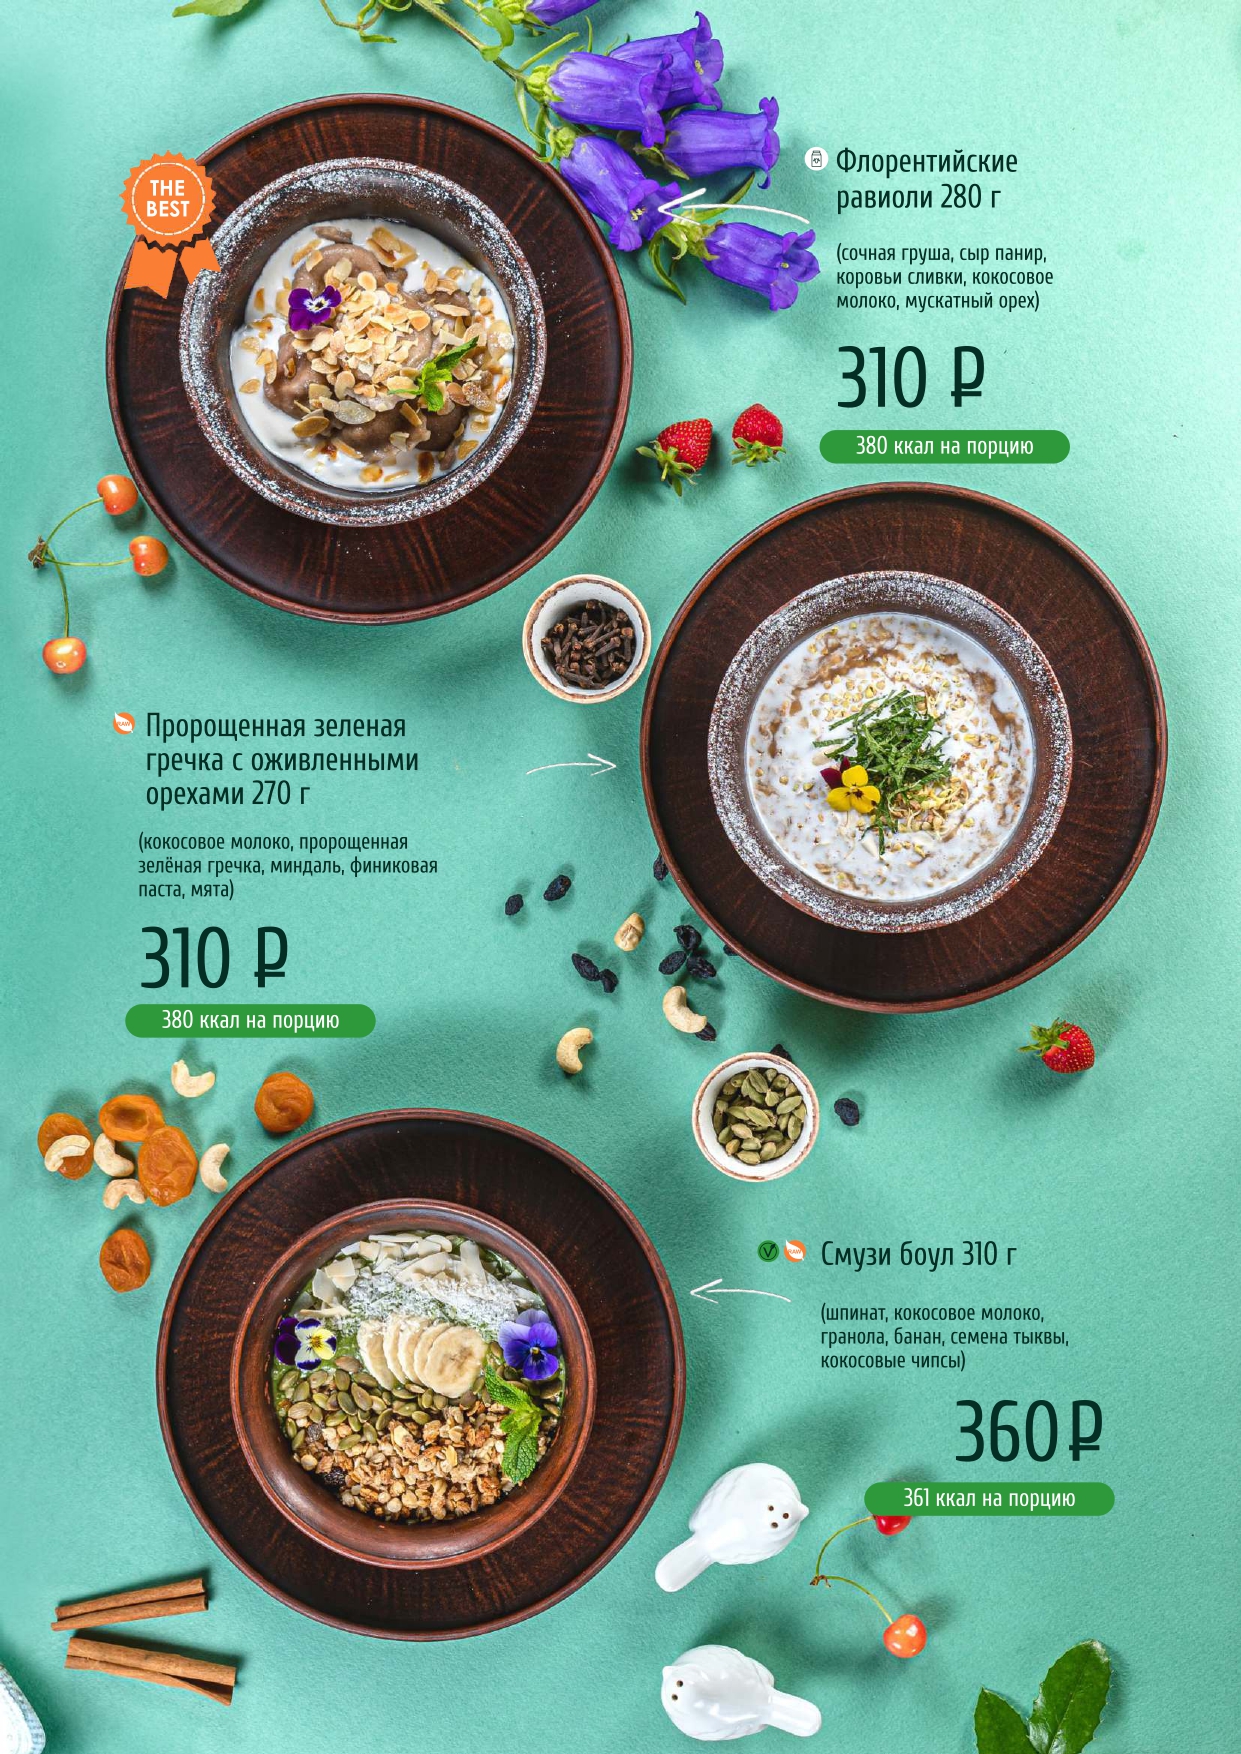 THE
BEST
Флорентийские
равиоли 280 г
(сочная груша, сыр панир,
коровьи сливки, кокосовое
молоко, мускатный орех)
310 ₽
380 ккал на порцию
RAW
Пророщенная зеленая
гречка с оживленными
орехами 270 г
(кокосовое молоко, пророщенная
зелёная гречка, миндаль, финиковая
паста, мята)
310 ₽
380 ккал на порцию
V RAW
Смузи боул 310 г
(шпинат, кокосовое молоко,
гранола, банан, семена тыквы,
кокосовые чипсы)
360 ₽
361 ккал на порцию